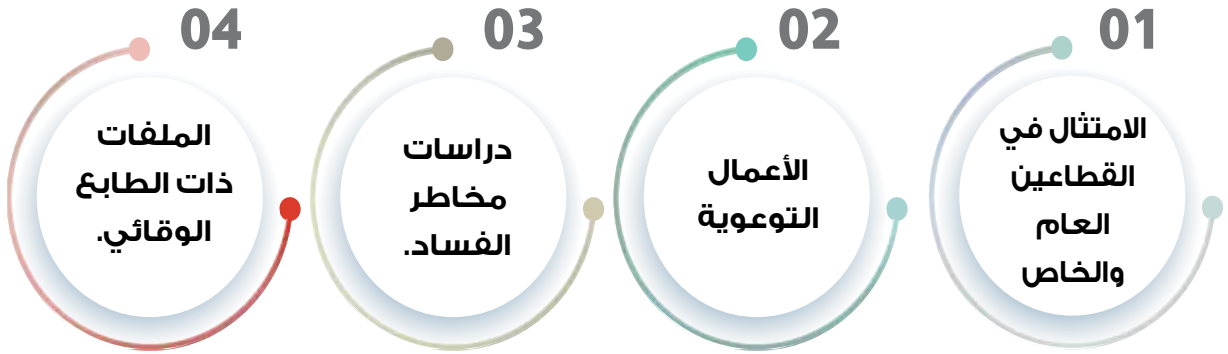 01
الامتثال في
القطاعين
العام
والخاص
02
الأعمال
التوعوية
03
دراسات
مخاطر
الفساد.
04
الملفات
ذات الطابع
الوقائي.